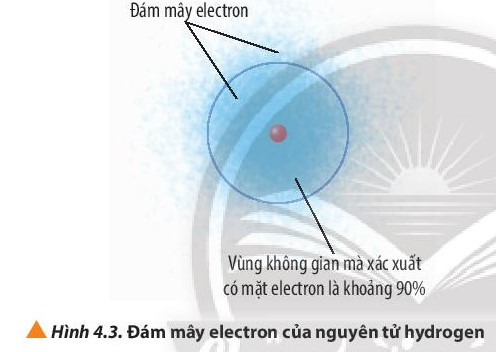 Đám mây electron
Vùng không gian mà xác xuất
có mặt electron là khoảng 90%
Hình 4.3. Đám mây electron của nguyên tử hydrogen